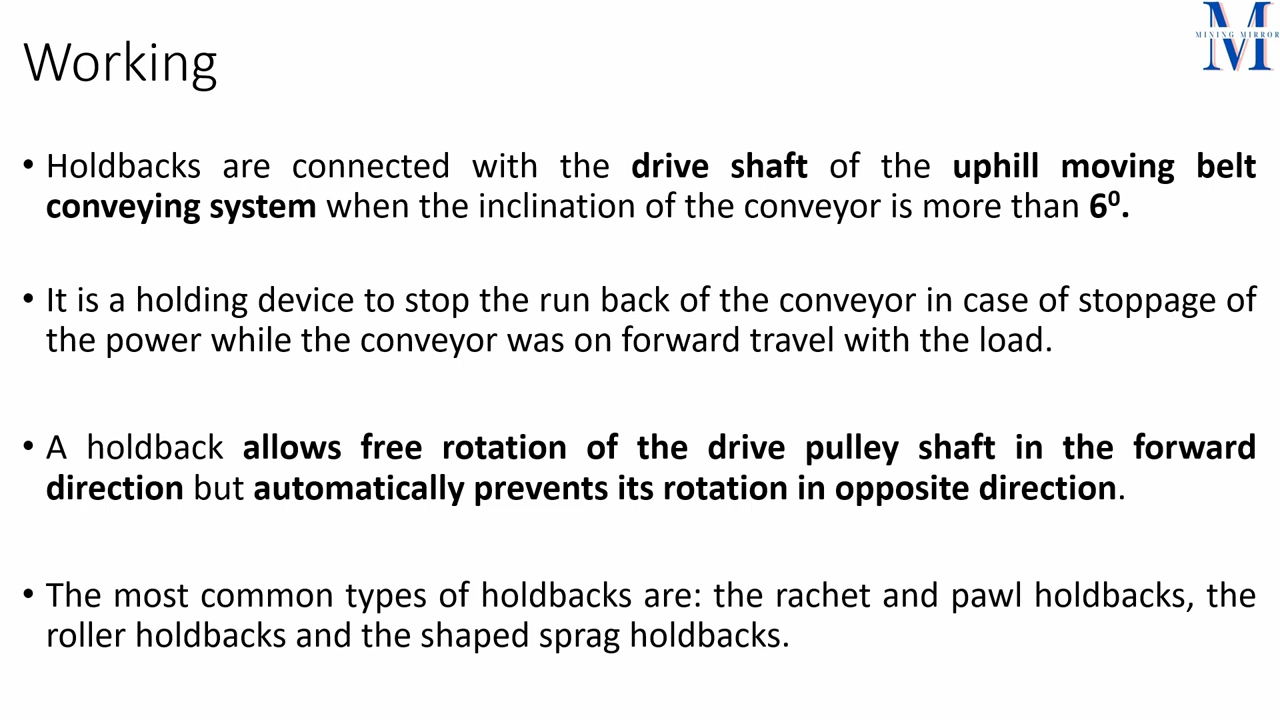 MINING MIRROR
Working
• Holdbacks are connected with the drive shaft of the uphill moving belt
conveying system when the inclination of the conveyor is more than 6⁰.
• It is a holding device to stop the run back of the conveyor in case of stoppage of
the power while the conveyor was on forward travel with the load.
• A holdback allows free rotation of the drive pulley shaft in the forward
direction but automatically prevents its rotation in opposite direction.
• The most common types of holdbacks are: the rachet and pawl holdbacks, the
roller holdbacks and the shaped sprag holdbacks.